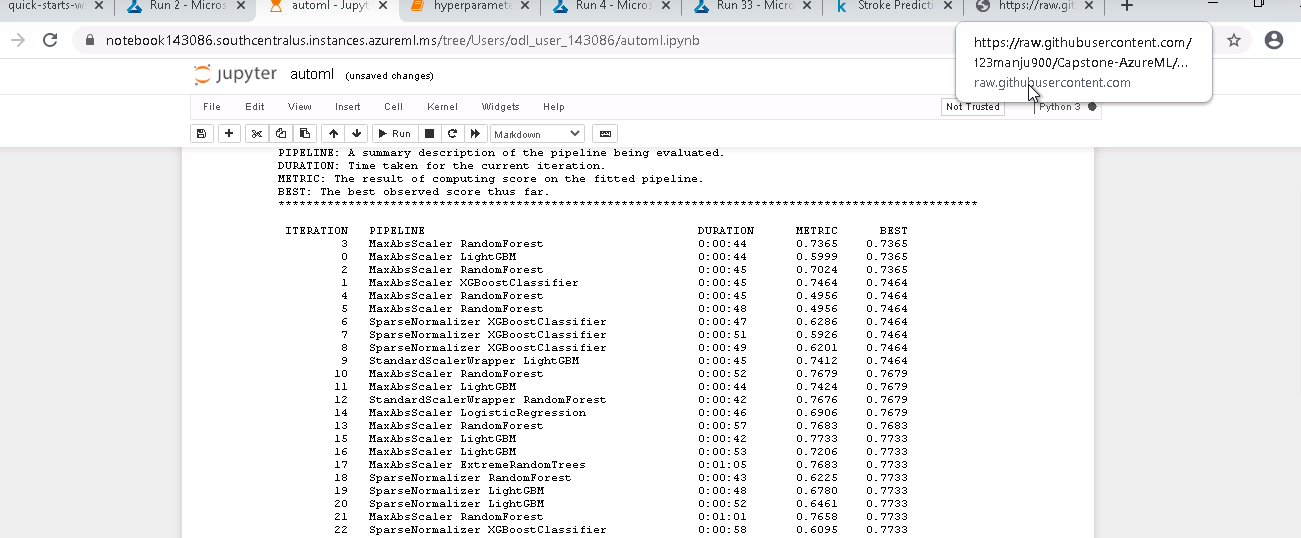 quick-starts-w
Run 2 - Micros
automl - Jupyt
hyperparamete
Run 4 - Micros
Run 33 - Micro
Stroke Predicti
https://raw.git
notebook143086.southcentralus.instances.azureml.ms/tree/Users/odl_user_143086/automl.ipynb
https://raw.githubusercontent.com/
123manju900/Capstone-AzureML/...
raw.githubusercontent.com
jupyter automl (unsaved changes)
File Edit View Insert Cell Kernel Widgets Help
Not Trusted Python 3
Run Markdown
PIPELINE: A summary description of the pipeline being evaluated.
DURATION: Time taken for the current iteration.
METRIC: The result of computing score on the fitted pipeline.
BEST: The best observed score thus far.
****************************************************************************************************
ITERATION PIPELINE DURATION METRIC BEST
3 MaxAbsScaler RandomForest 0:00:44 0.7365 0.7365
0 MaxAbsScaler LightGBM 0:00:44 0.5999 0.7365
2 MaxAbsScaler RandomForest 0:00:45 0.7024 0.7365
1 MaxAbsScaler XGBoostClassifier 0:00:45 0.7464 0.7464
4 MaxAbsScaler RandomForest 0:00:45 0.4956 0.7464
5 MaxAbsScaler RandomForest 0:00:48 0.4956 0.7464
6 SparseNormalizer XGBoostClassifier 0:00:47 0.6286 0.7464
7 SparseNormalizer XGBoostClassifier 0:00:51 0.5926 0.7464
8 SparseNormalizer XGBoostClassifier 0:00:49 0.6201 0.7464
9 StandardScalerWrapper LightGBM 0:00:45 0.7412 0.7464
10 MaxAbsScaler RandomForest 0:00:52 0.7679 0.7679
11 MaxAbsScaler LightGBM 0:00:44 0.7424 0.7679
12 StandardScalerWrapper RandomForest 0:00:42 0.7676 0.7679
14 MaxAbsScaler LogisticRegression 0:00:46 0.6906 0.7679
13 MaxAbsScaler RandomForest 0:00:57 0.7683 0.7683
15 MaxAbsScaler LightGBM 0:00:42 0.7733 0.7733
16 MaxAbsScaler LightGBM 0:00:53 0.7206 0.7733
17 MaxAbsScaler ExtremeRandomTrees 0:01:05 0.7683 0.7733
18 SparseNormalizer RandomForest 0:00:43 0.6225 0.7733
19 SparseNormalizer LightGBM 0:00:48 0.6780 0.7733
20 SparseNormalizer LightGBM 0:00:52 0.6461 0.7733
21 MaxAbsScaler RandomForest 0:01:01 0.7658 0.7733
22 SparseNormalizer XGBoostClassifier 0:00:58 0.6095 0.7733